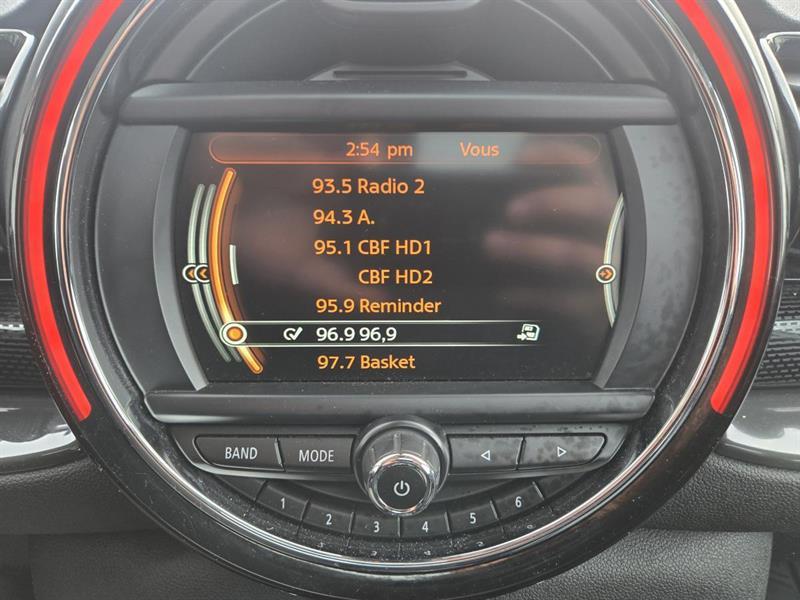 2:54 pm Vous
93.5 Radio 2
94.3 A.
95.1 CBF HD1
CBF HD2
95.9 Reminder
96.9 96,9
97.7 Basket
BAND MODE
1 2 3 4 5 6